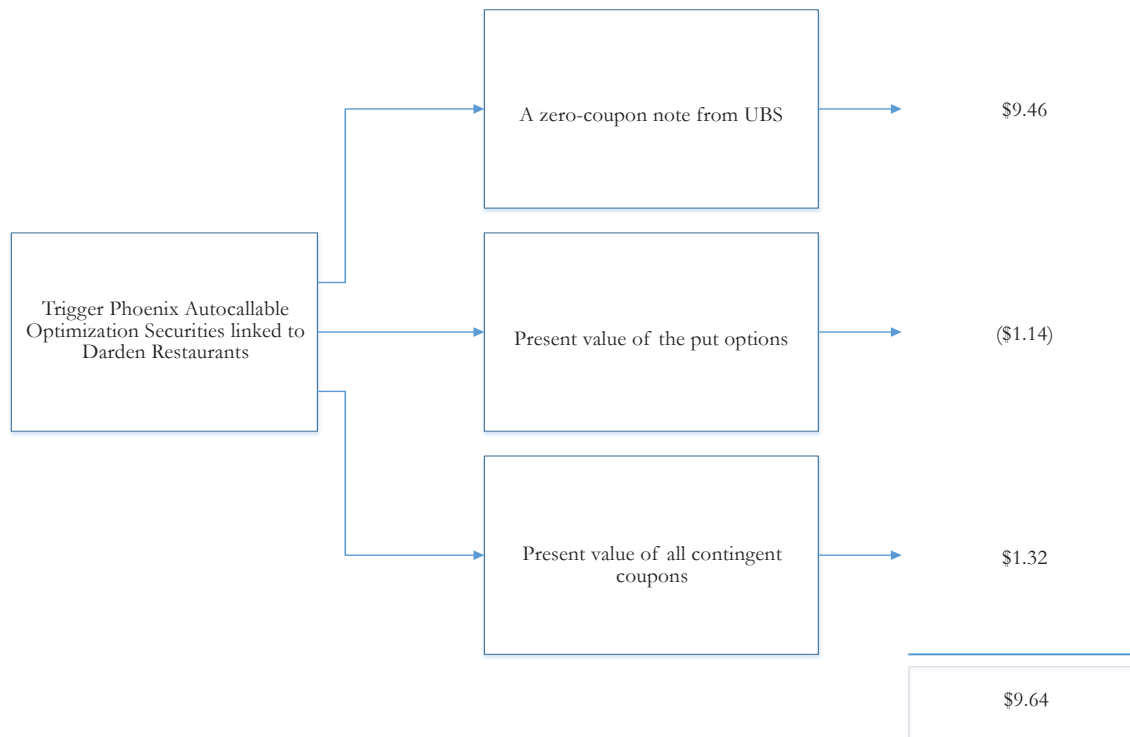 A zero-coupon note from UBS
$9.46
Trigger Phoenix Autocallable
Optimization Securities linked to
Darden Restaurants
Present value of the put options
($1.14)
Present value of all contingent
coupons
$1.32
$9.64